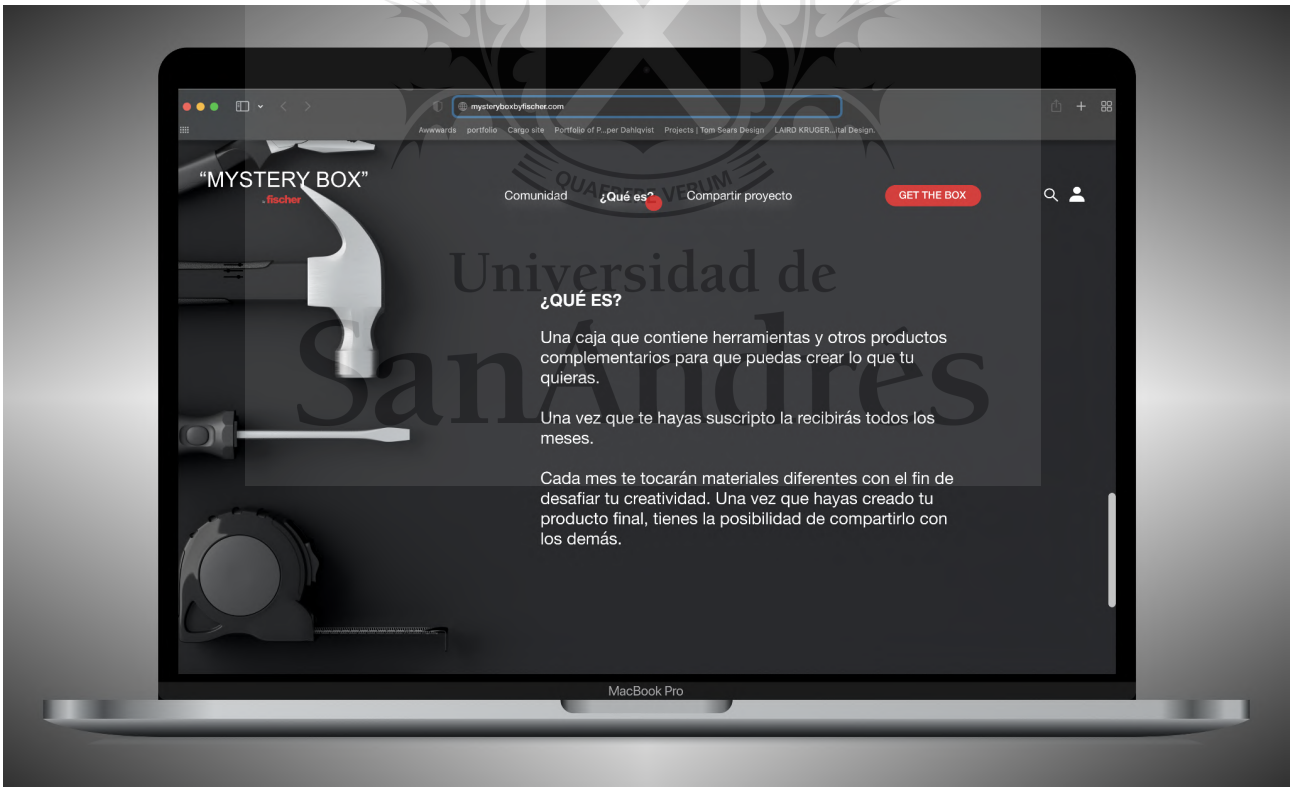 mysteryboxbyfischer.com
Awwwards portfolio Cargo site Portfolio of P...per Dahlqvist Projects | Tom Sears Design LAIRD KRUGER...ital Design.
“MYSTERY BOX”
fischer
Comunidad ¿Qué es? Compartir proyecto GET THE BOX
QUAERERE VERUM
Universidad de
SanAndrés
¿QUÉ ES?
Una caja que contiene herramientas y otros productos
complementarios para que puedas crear lo que tu
quieras.
Una vez que te hayas suscripto la recibirás todos los
meses.
Cada mes te tocarán materiales diferentes con el fin de
desafiar tu creatividad. Una vez que hayas creado tu
producto final, tienes la posibilidad de compartirlo con
los demás.
MacBook Pro